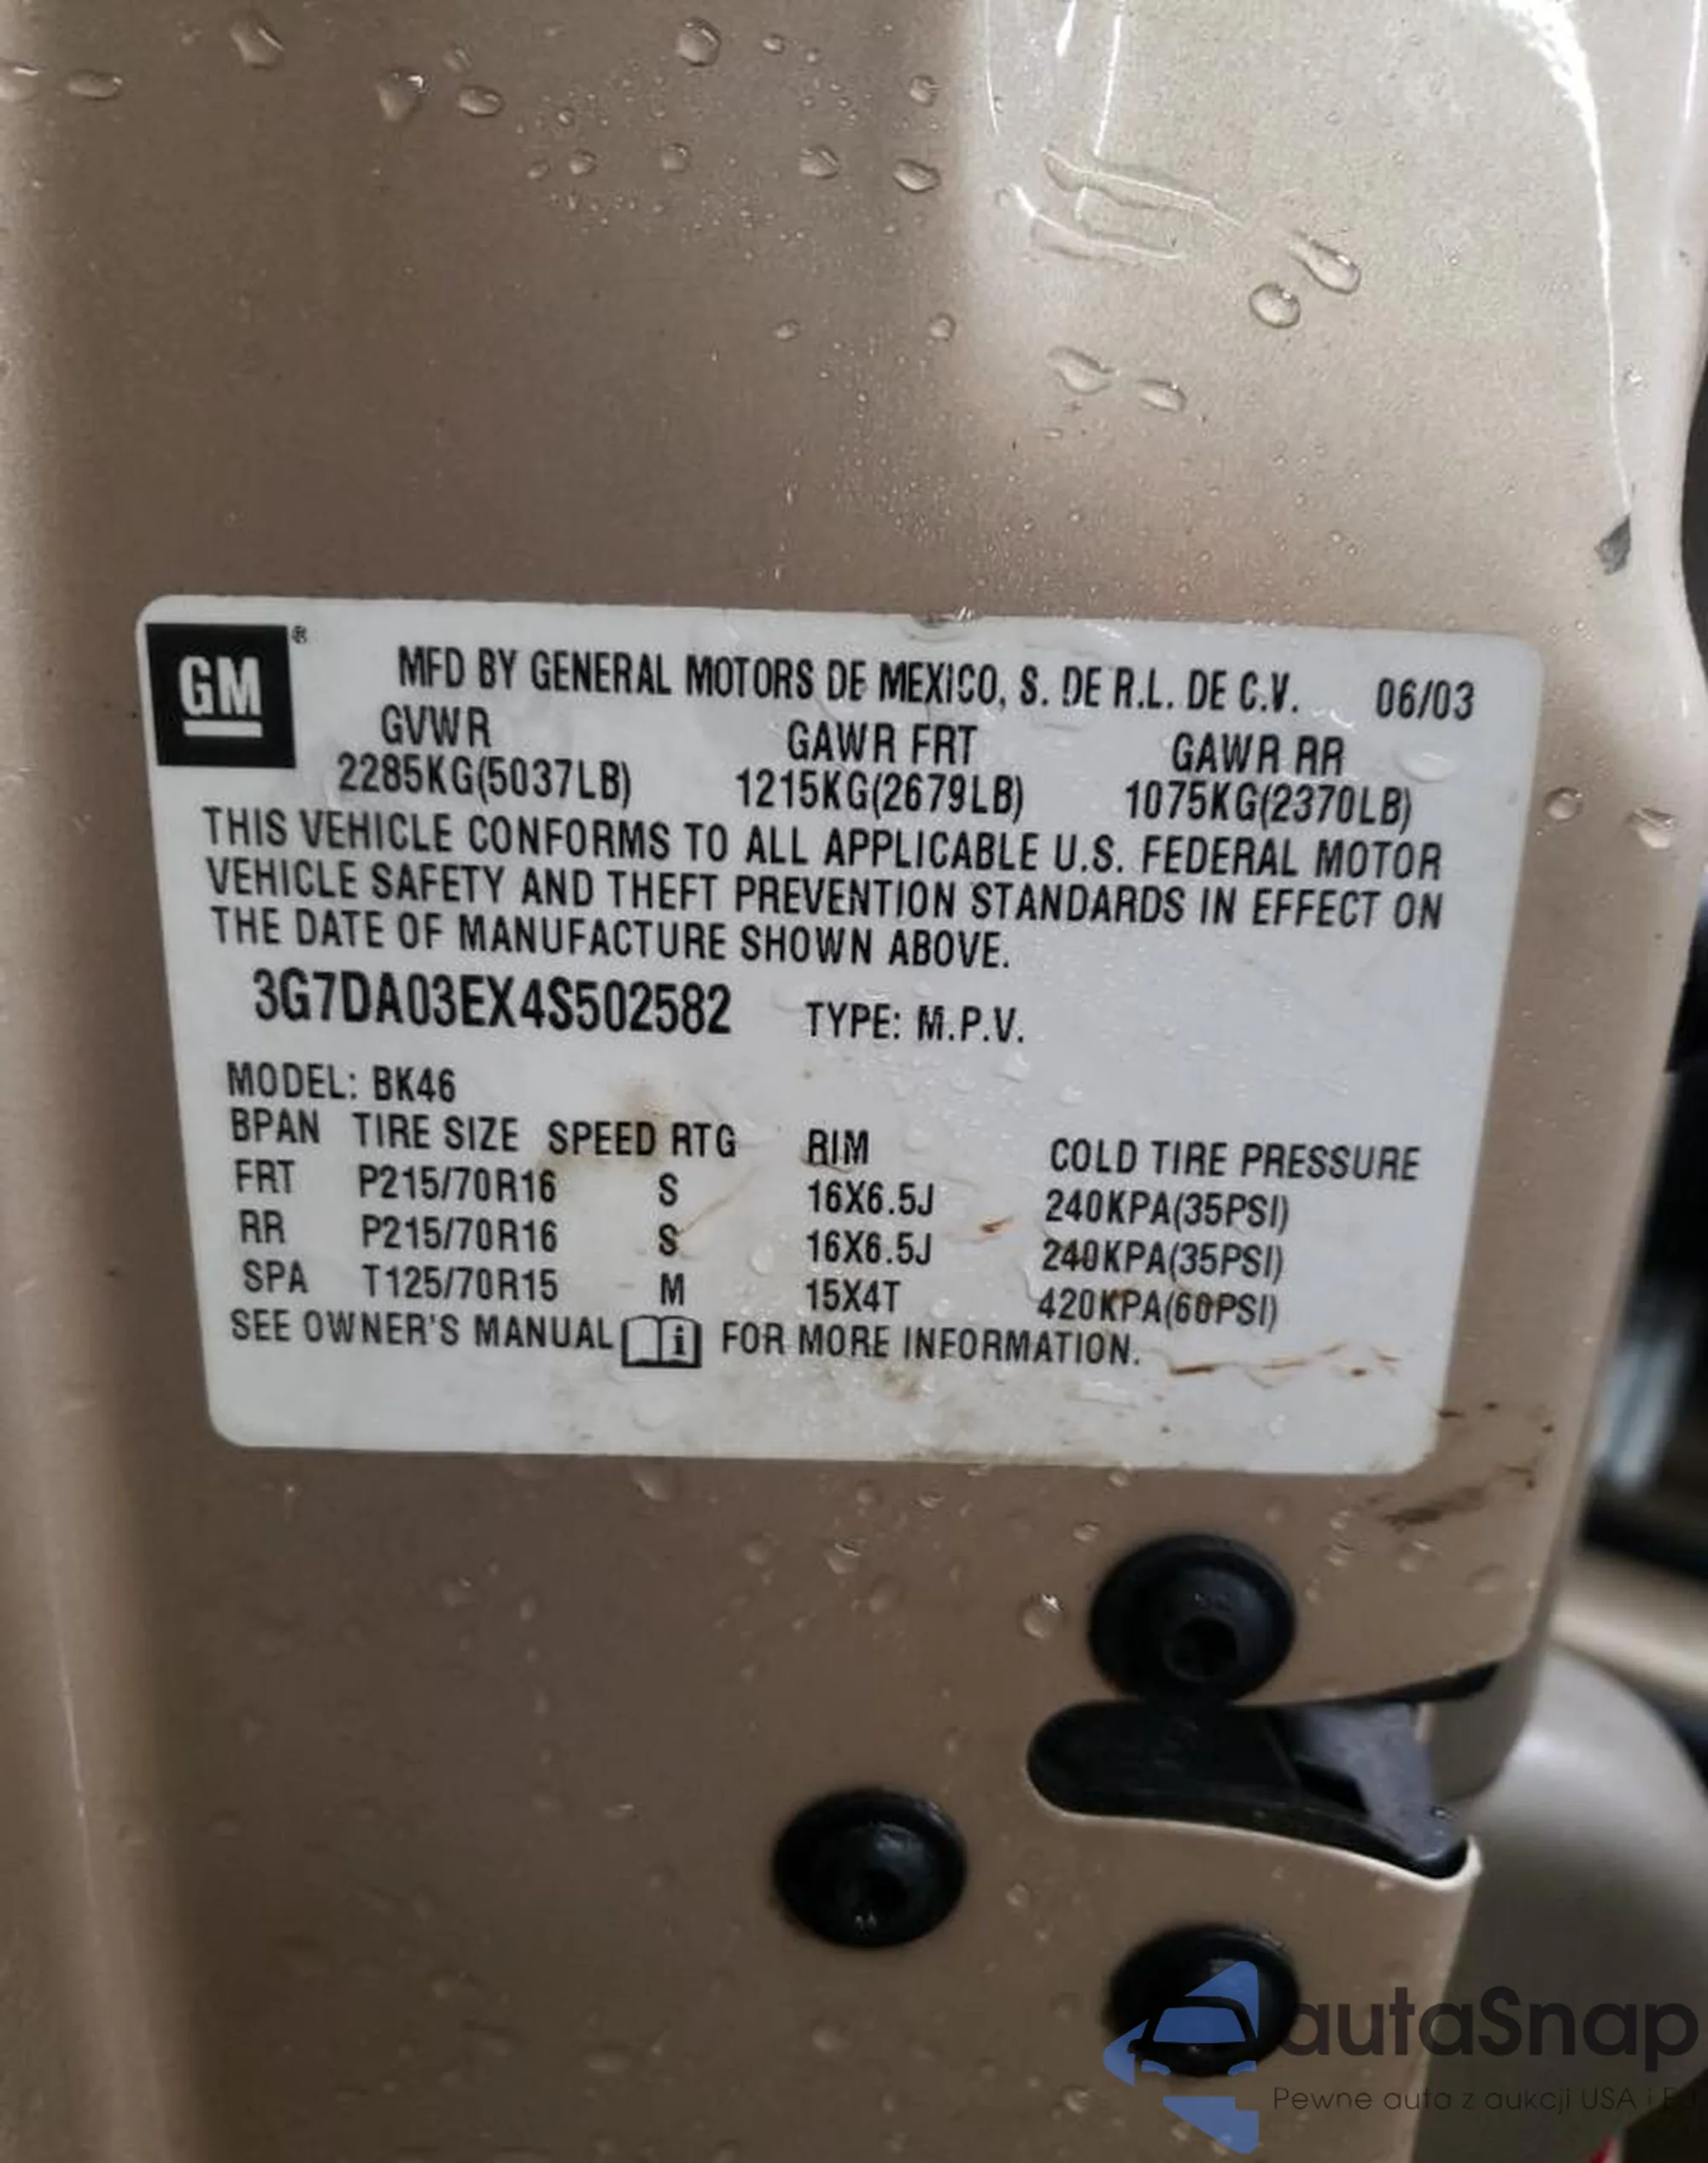 GM®
MFD BY GENERAL MOTORS DE MEXICO, S. DE R.L. DE C.V. 06/03
GVWR GAWR FRT GAWR RR
2285KG(5037LB) 1215KG(2679LB) 1075KG(2370LB)
THIS VEHICLE CONFORMS TO ALL APPLICABLE U.S. FEDERAL MOTOR
VEHICLE SAFETY AND THEFT PREVENTION STANDARDS IN EFFECT ON
THE DATE OF MANUFACTURE SHOWN ABOVE.
3G7DA03EX4S502582 TYPE: M.P.V.
MODEL: BK46
BPAN TIRE SIZE SPEED RTG RIM COLD TIRE PRESSURE
FRT P215/70R16 S 16X6.5J 240KPA(35PSI)
RR P215/70R16 S 16X6.5J 240KPA(35PSI)
SPA T125/70R15 M 15X4T 420KPA(60PSI)
SEE OWNER'S MANUAL i FOR MORE INFORMATION.
autaSnap
Pewne auta z aukcji USA i